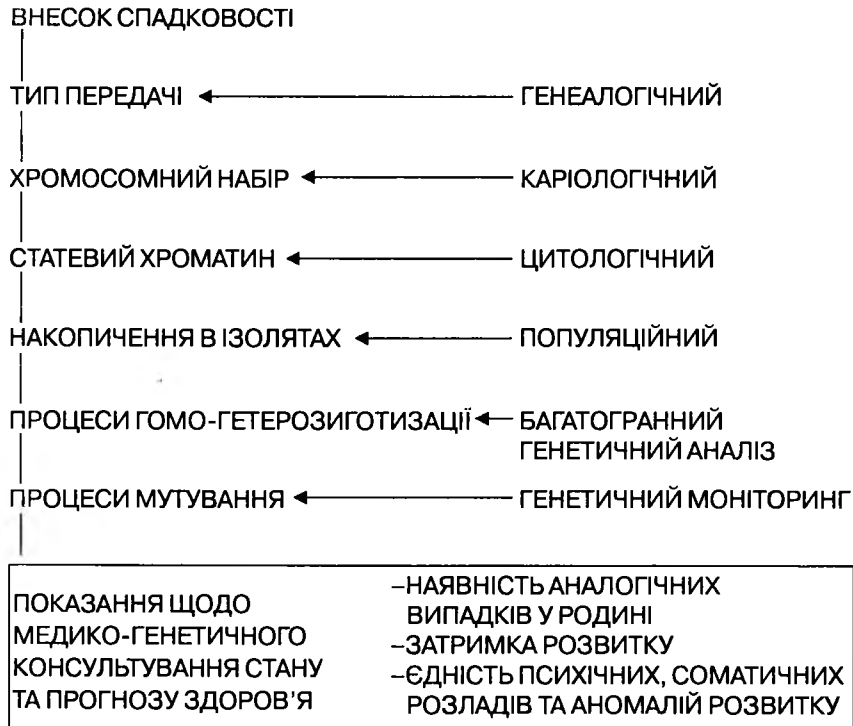 ВНЕСОК СПАДКОВОСТІ
ТИП ПЕРЕДАЧІ ГЕНЕАЛОГІЧНИЙ
ХРОМОСОМНИЙ НАБІР КАРІОЛОГІЧНИЙ
СТАТЕВИЙ ХРОМАТИН ЦИТОЛОГІЧНИЙ
НАКОПИЧЕННЯ В ІЗОЛЯТАХ ПОПУЛЯЦІЙНИЙ
ПРОЦЕСИ ГОМО-ГЕТЕРОЗИГОТИЗАЦІЇ БАГАТОГРАННИЙ
ГЕНЕТИЧНИЙ АНАЛІЗ
ПРОЦЕСИ МУТУВАННЯ ГЕНЕТИЧНИЙ МОНІТОРИНГ
ПОКАЗАННЯ ЩОДО
МЕДИКО-ГЕНЕТИЧНОГО
КОНСУЛЬТУВАННЯ СТАНУ
ТА ПРОГНОЗУ ЗДОРОВ'Я
–НАЯВНІСТЬ АНАЛОГІЧНИХ
ВИПАДКІВ У РОДИНІ
–ЗАТРИМКА РОЗВИТКУ
–ЄДНІСТЬ ПСИХІЧНИХ, СОМАТИЧНИХ
РОЗЛАДІВ ТА АНОМАЛІЙ РОЗВИТКУ